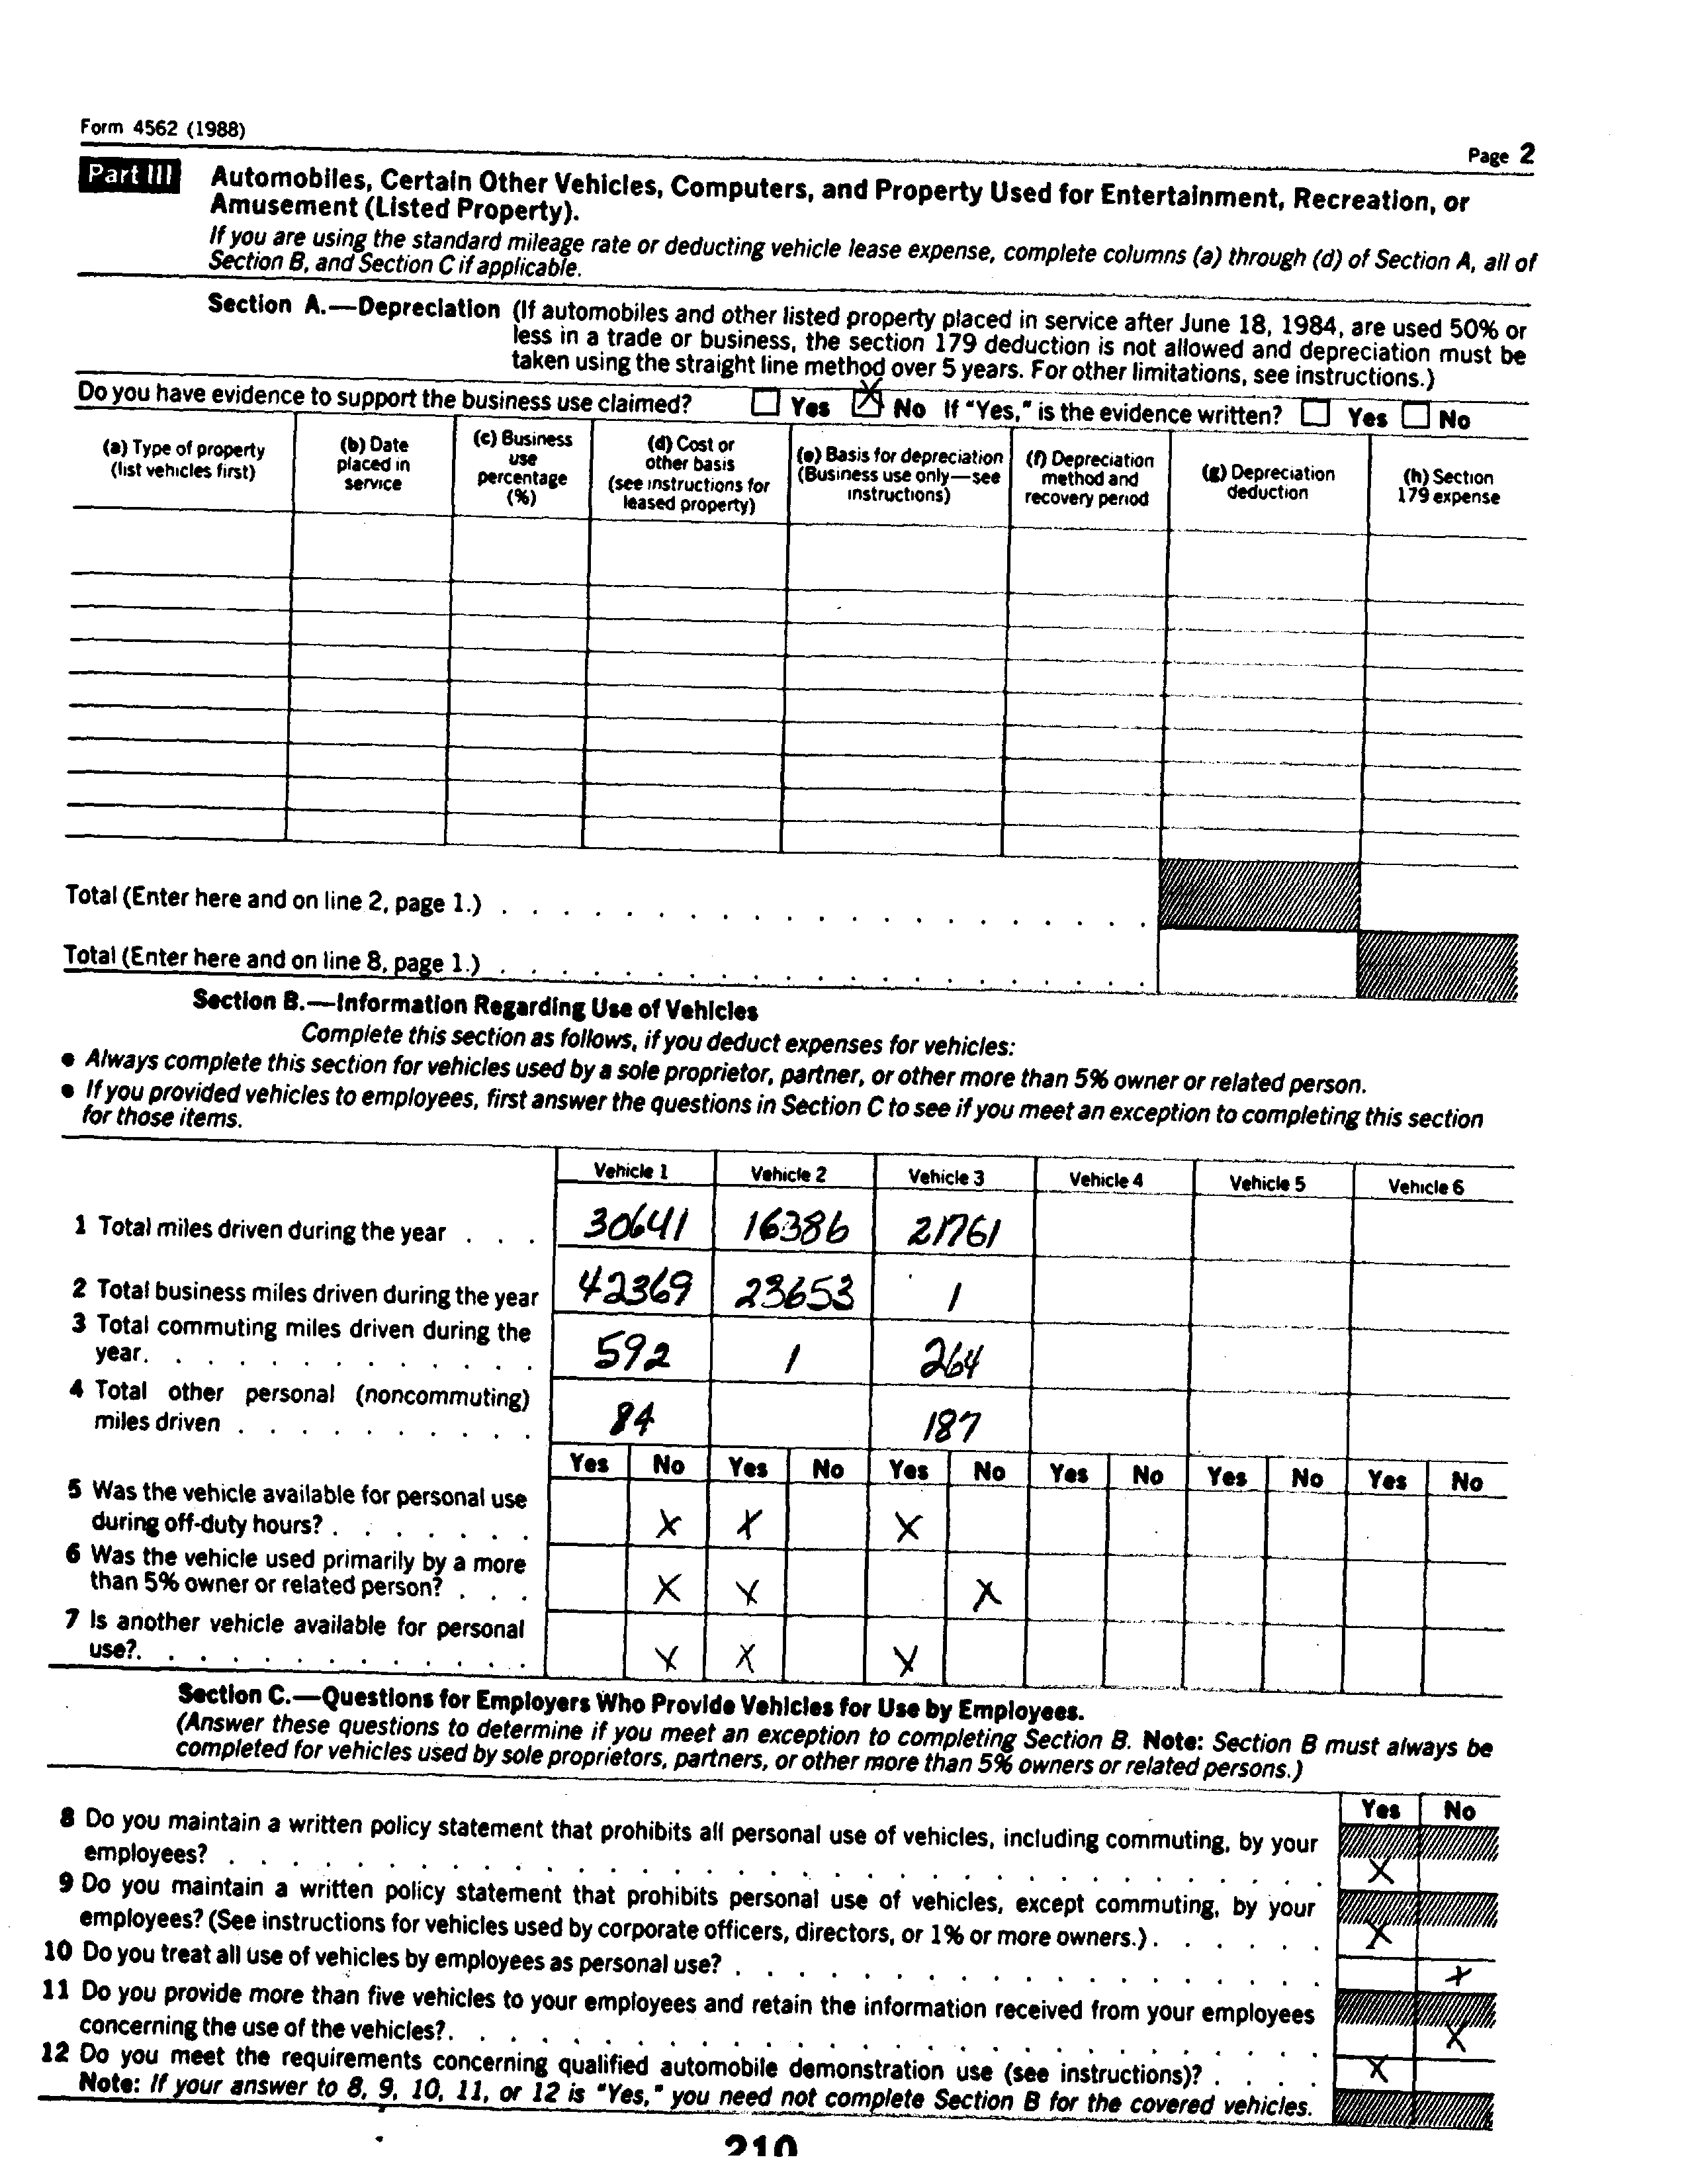 Form 4562 (1988)
Page 2
Part III Automobiles, Certain Other Vehicles, Computers, and Property Used for Entertainment, Recreation, or
Amusement (Listed Property).
If you are using the standard mileage rate or deducting vehicle lease expense, complete columns (a) through (d) of Section A, all of
Section B, and Section C if applicable.
Section A.—Depreciation (If automobiles and other listed property placed in service after June 18, 1984, are used 50% or
less in a trade or business, the section 179 deduction is not allowed and depreciation must be
taken using the straight line method over 5 years. For other limitations, see instructions.)
Do you have evidence to support the business use claimed? Yes X No If "Yes," is the evidence written? Yes No
(a) Type of property
(list vehicles first)
(b) Date
placed in
service
(c) Business
use
percentage
(%)
(d) Cost or
other basis
(see instructions for
leased property)
(e) Basis for depreciation
(Business use only—see
instructions)
(f) Depreciation
method and
recovery period
(g) Depreciation
deduction
(h) Section
179 expense
Total (Enter here and on line 2, page 1.)
Total (Enter here and on line 8, page 1.)
Section B.—Information Regarding Use of Vehicles
Complete this section as follows, if you deduct expenses for vehicles:
● Always complete this section for vehicles used by a sole proprietor, partner, or other more than 5% owner or related person.
● If you provided vehicles to employees, first answer the questions in Section C to see if you meet an exception to completing this section
for those items.
Vehicle 1 Vehicle 2 Vehicle 3 Vehicle 4 Vehicle 5 Vehicle 6
1 Total miles driven during the year . . . 30641 16386 21761
2 Total business miles driven during the year 42369 23653 1
3 Total commuting miles driven during the
year. 592 1 264
4 Total other personal (noncommuting)
miles driven 84 187
Yes No Yes No Yes No Yes No Yes No Yes No
5 Was the vehicle available for personal use
during off-duty hours? X X X
6 Was the vehicle used primarily by a more
than 5% owner or related person? . . . X X X
7 Is another vehicle available for personal
use?. X X X
Section C.—Questions for Employers Who Provide Vehicles for Use by Employees.
(Answer these questions to determine if you meet an exception to completing Section B. Note: Section B must always be
completed for vehicles used by sole proprietors, partners, or other more than 5% owners or related persons.)
Yes No
8 Do you maintain a written policy statement that prohibits all personal use of vehicles, including commuting, by your
employees? X
9 Do you maintain a written policy statement that prohibits personal use of vehicles, except commuting, by your
employees? (See instructions for vehicles used by corporate officers, directors, or 1% or more owners.) X
10 Do you treat all use of vehicles by employees as personal use? X
11 Do you provide more than five vehicles to your employees and retain the information received from your employees
concerning the use of the vehicles?. X
12 Do you meet the requirements concerning qualified automobile demonstration use (see instructions)? X
Note: If your answer to 8, 9, 10, 11, or 12 is "Yes," you need not complete Section B for the covered vehicles.
210